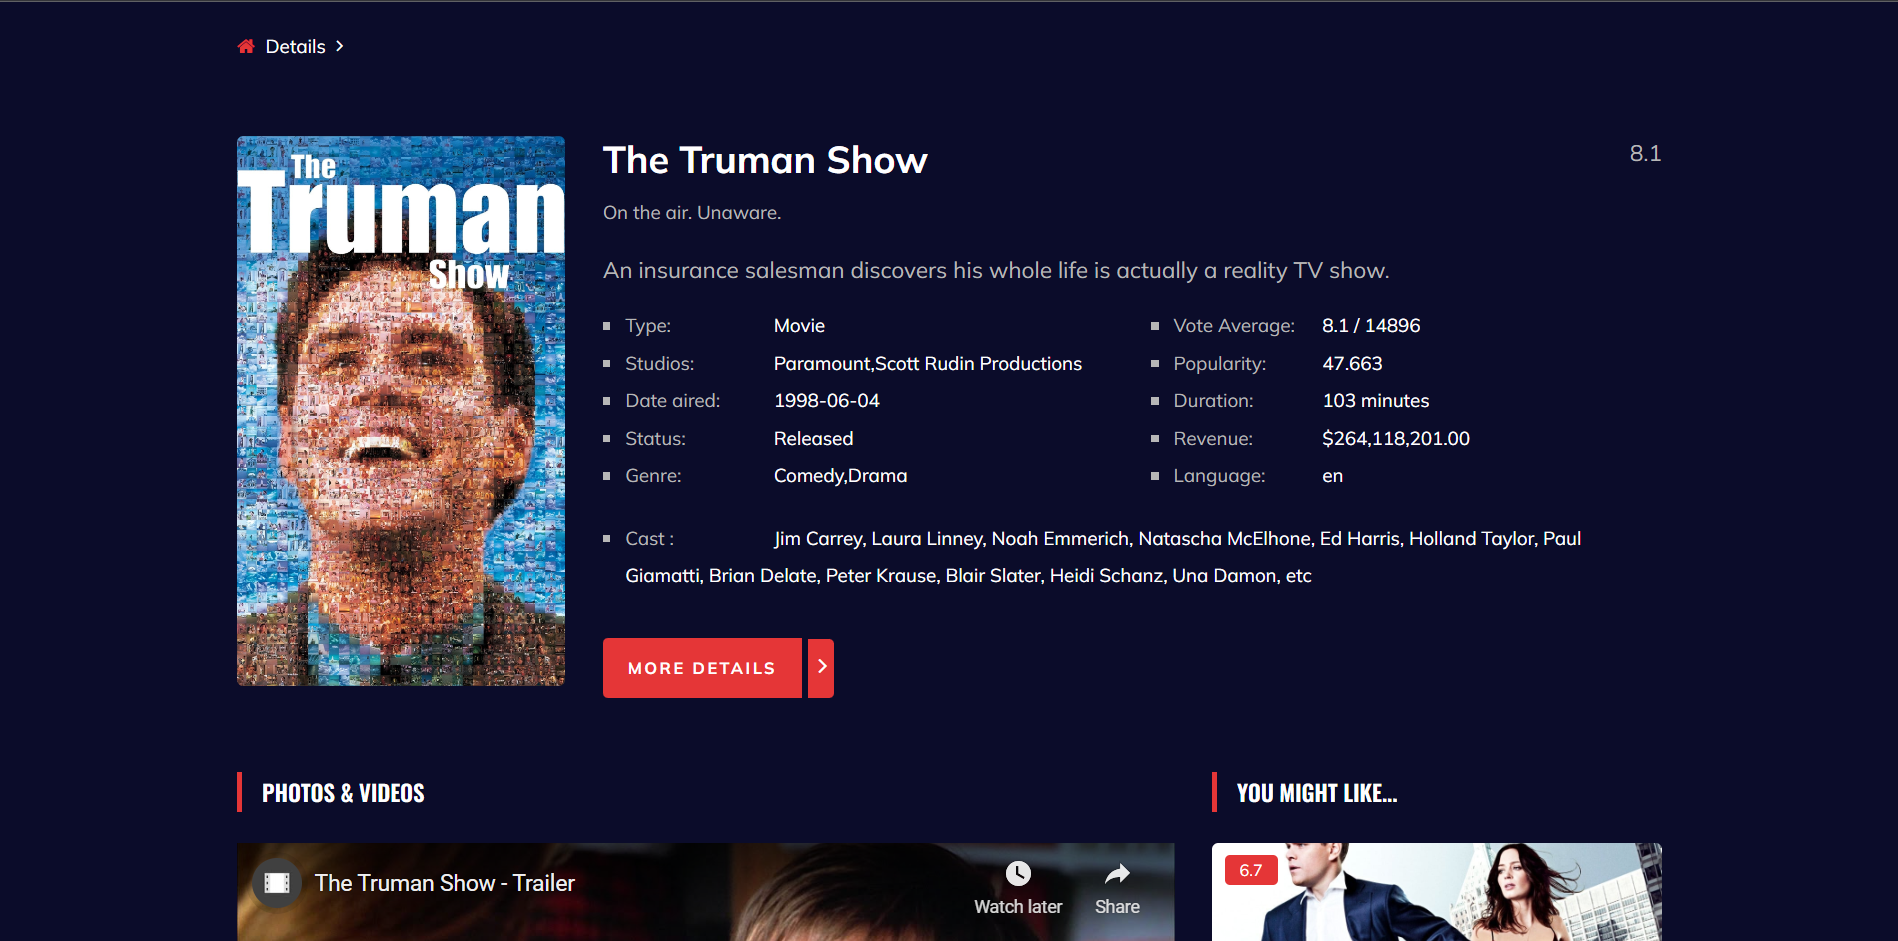 Details
The
Truman
Show
The Truman Show
8.1
On the air. Unaware.
An insurance salesman discovers his whole life is actually a reality TV show.
Type: Movie
Vote Average: 8.1 / 14896
Studios: Paramount,Scott Rudin Productions
Popularity: 47.663
Date aired: 1998-06-04
Duration: 103 minutes
Status: Released
Revenue: $264,118,201.00
Genre: Comedy,Drama
Language: en
Cast : Jim Carrey, Laura Linney, Noah Emmerich, Natascha McElhone, Ed Harris, Holland Taylor, Paul
Giamatti, Brian Delate, Peter Krause, Blair Slater, Heidi Schanz, Una Damon, etc
MORE DETAILS
PHOTOS & VIDEOS
YOU MIGHT LIKE...
The Truman Show - Trailer
Watch later
Share
6.7